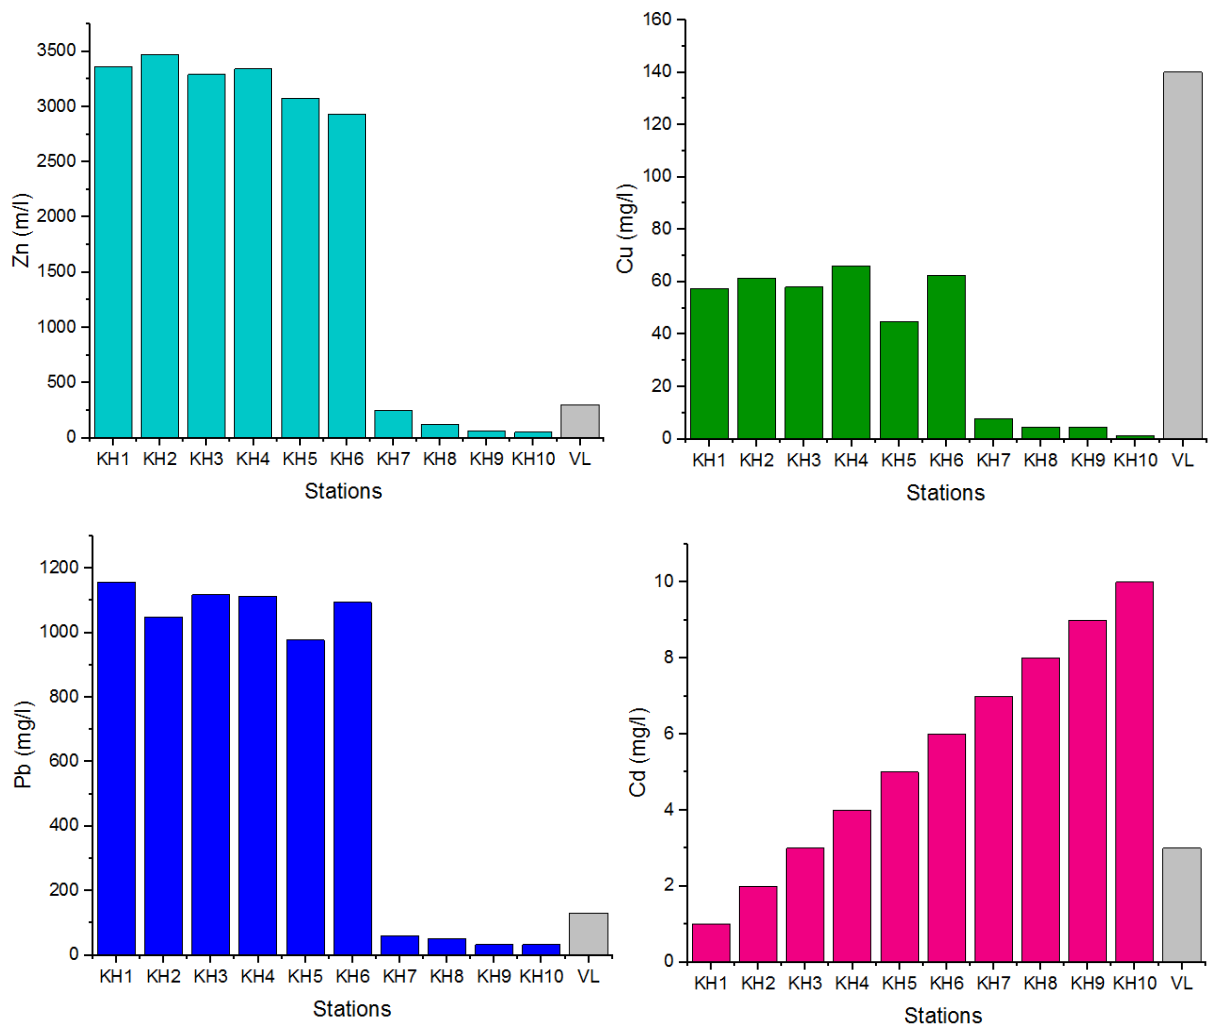 Zn (m/l)
3500
3000
2500
2000
1500
1000
500
0
KH1 KH2 KH3 KH4 KH5 KH6 KH7 KH8 KH9 KH10 VL
Stations
Cu (mg/l)
160
140
120
100
80
60
40
20
0
KH1 KH2 KH3 KH4 KH5 KH6 KH7 KH8 KH9 KH10 VL
Stations
Pb (mg/l)
1200
1000
800
600
400
200
0
KH1 KH2 KH3 KH4 KH5 KH6 KH7 KH8 KH9 KH10 VL
Stations
Cd (mg/l)
10
8
6
4
2
0
KH1 KH2 KH3 KH4 KH5 KH6 KH7 KH8 KH9 KH10 VL
Stations